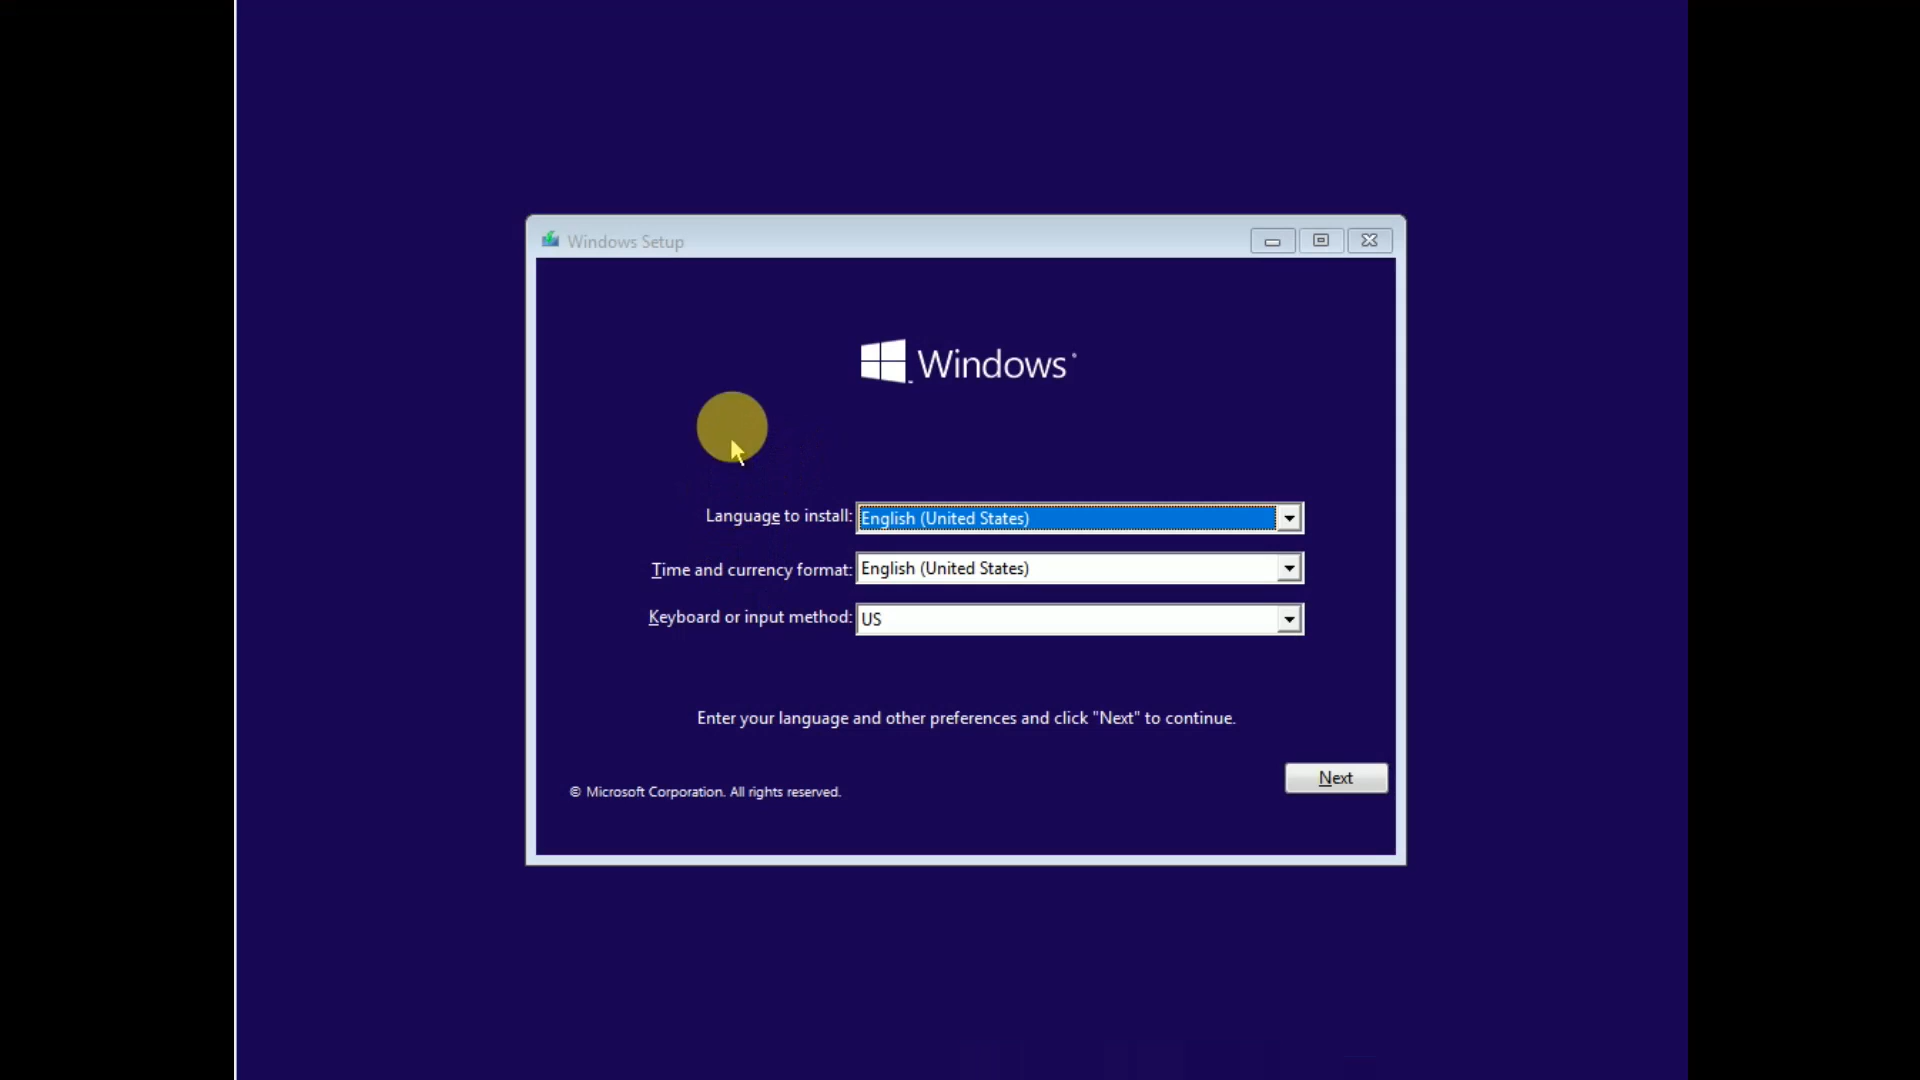 Windows Setup
Windows
Language to install: English (United States)
Time and currency format: English (United States)
Keyboard or input method: US
Enter your language and other preferences and click "Next" to continue.
Next
© Microsoft Corporation. All rights reserved.